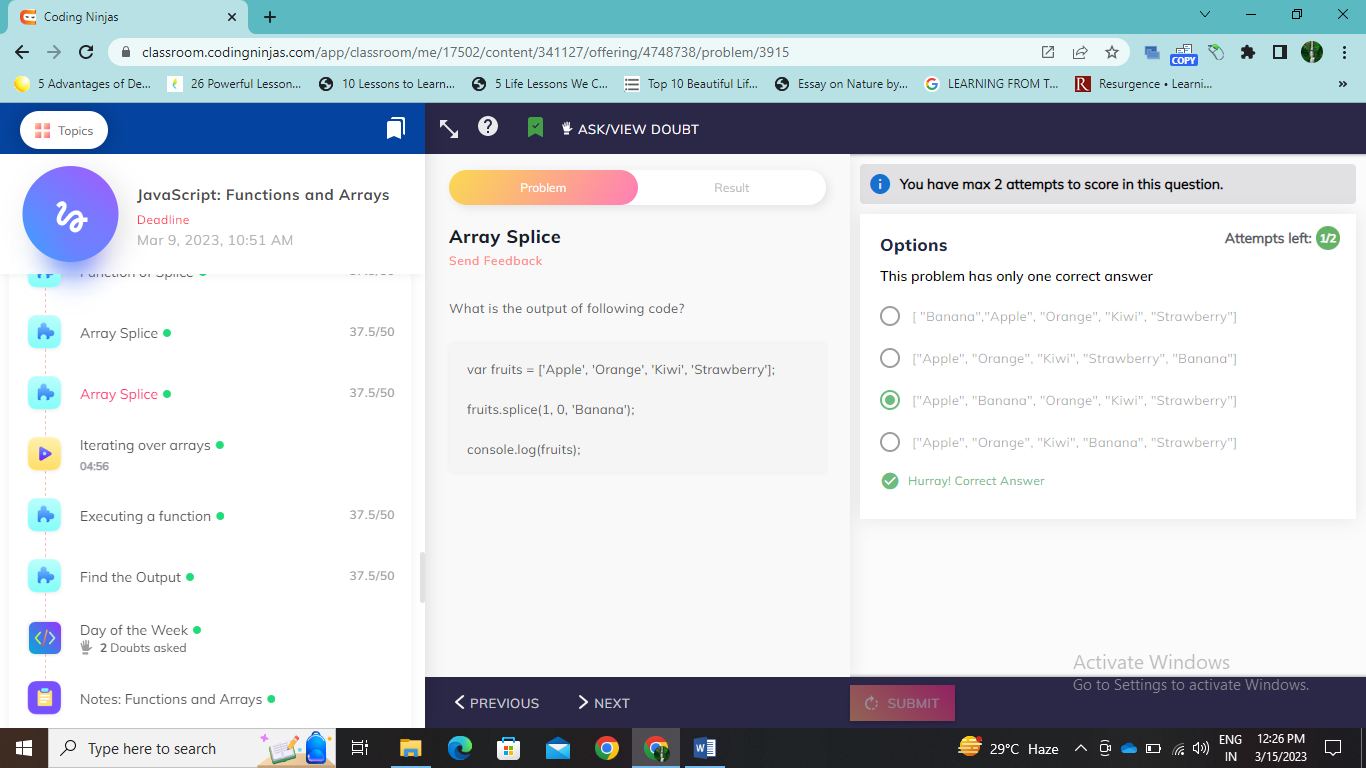 Coding Ninjas
classroom.codingninjas.com/app/classroom/me/17502/content/341127/offering/4748738/problem/3915
COPY
5 Advantages of De...
26 Powerful Lesson...
10 Lessons to Learn...
5 Life Lessons We C...
Top 10 Beautiful Lif...
Essay on Nature by...
LEARNING FROM T...
Resurgence • Learni...
Topics
ASK/VIEW DOUBT
JavaScript: Functions and Arrays
Deadline
Mar 9, 2023, 10:51 AM
Function of Splice 37.5/50
Array Splice 37.5/50
Array Splice 37.5/50
Iterating over arrays
04:56
Executing a function 37.5/50
Find the Output 37.5/50
Day of the Week
2 Doubts asked
Notes: Functions and Arrays
Problem
Result
Array Splice
Send Feedback
What is the output of following code?
var fruits = ['Apple', 'Orange', 'Kiwi', 'Strawberry'];
fruits.splice(1, 0, 'Banana');
console.log(fruits);
You have max 2 attempts to score in this question.
Options
Attempts left: 1/2
This problem has only one correct answer
[ "Banana","Apple", "Orange", "Kiwi", "Strawberry"]
["Apple", "Orange", "Kiwi", "Strawberry", "Banana"]
["Apple", "Banana", "Orange", "Kiwi", "Strawberry"]
["Apple", "Orange", "Kiwi", "Banana", "Strawberry"]
Hurray! Correct Answer
Activate Windows
Go to Settings to activate Windows.
PREVIOUS
NEXT
SUBMIT
Type here to search
29°C Haze
ENG
IN
12:26 PM
3/15/2023